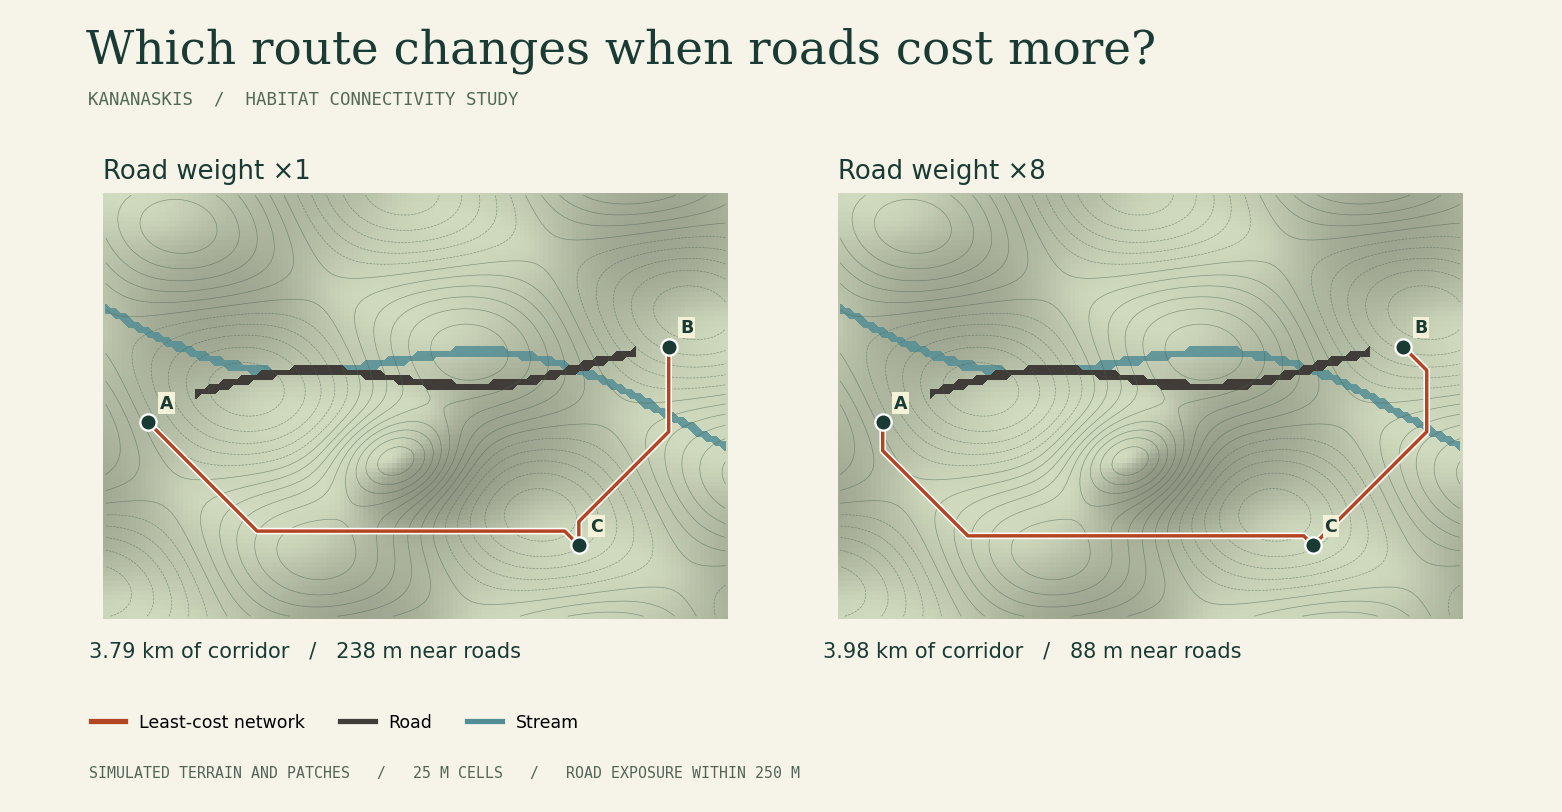 Which route changes when roads cost more?
KANANASKIS / HABITAT CONNECTIVITY STUDY
Road weight ×1
A
B
C
3.79 km of corridor / 238 m near roads
Road weight ×8
A
B
C
3.98 km of corridor / 88 m near roads
Least-cost network
Road
Stream
SIMULATED TERRAIN AND PATCHES / 25 M CELLS / ROAD EXPOSURE WITHIN 250 M